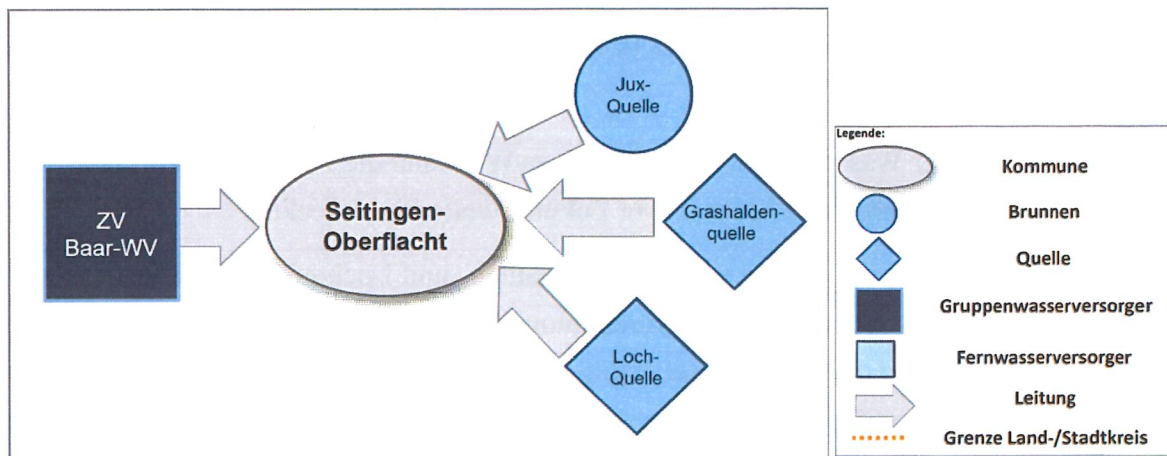 Jux-
Quelle
ZV
Baar-WV
Seitingen-
Oberflacht
Grashalden-
quelle
Loch-
Quelle
Legende:
Kommune
Brunnen
Quelle
Gruppenwasserversorger
Fernwasserversorger
Leitung
Grenze Land-/Stadtkreis